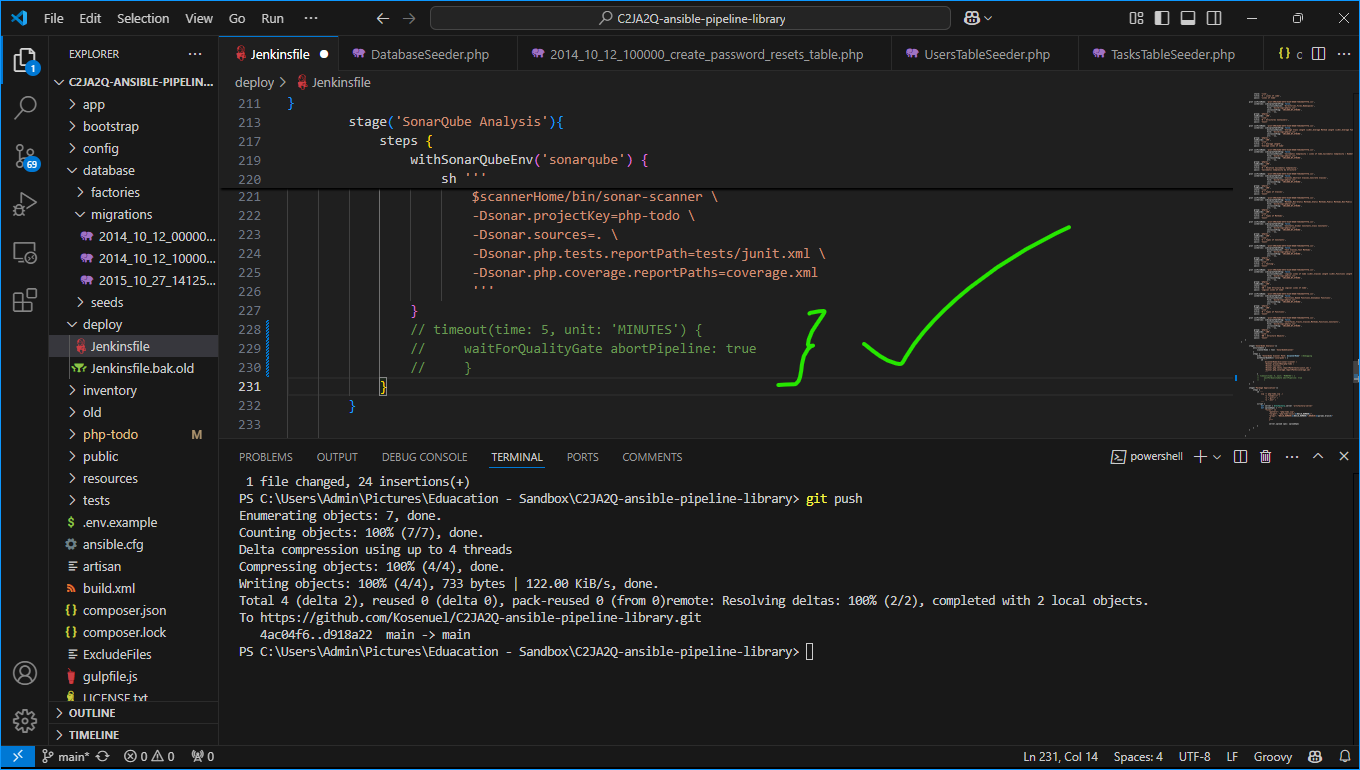 File Edit Selection View Go Run ··· C2JA2Q-ansible-pipeline-library
EXPLORER ···
C2JA2Q-ANSIBLE-PIPELIN...
app
bootstrap
config
database
factories
migrations
2014_10_12_00000...
2014_10_12_10000...
2015_10_27_14125...
seeds
deploy
Jenkinsfile
Jenkinsfile.bak.old
inventory
old
php-todo M
public
resources
tests
$ .env.example
ansible.cfg
artisan
build.xml
{} composer.json
{} composer.lock
ExcludeFiles
gulpfile.js
LICENSE.txt
OUTLINE
TIMELINE
1
69
Jenkinsfile ● DatabaseSeeder.php 2014_10_12_100000_create_password_resets_table.php UsersTableSeeder.php TasksTableSeeder.php {} c ···
deploy > Jenkinsfile
211 }
213 stage('SonarQube Analysis'){
217 steps {
219 withSonarQubeEnv('sonarqube') {
220 sh '''
221 $scannerHome/bin/sonar-scanner \
222 -Dsonar.projectKey=php-todo \
223 -Dsonar.sources=. \
224 -Dsonar.php.tests.reportPath=tests/junit.xml \
225 -Dsonar.php.coverage.reportPaths=coverage.xml
226 '''
227 }
228 // timeout(time: 5, unit: 'MINUTES') {
229 // waitForQualityGate abortPipeline: true
230 // }
231 }
232 }
233
PROBLEMS OUTPUT DEBUG CONSOLE TERMINAL PORTS COMMENTS powershell ···
1 file changed, 24 insertions(+)
PS C:\Users\Admin\Pictures\Eduacation - Sandbox\C2JA2Q-ansible-pipeline-library> git push
Enumerating objects: 7, done.
Counting objects: 100% (7/7), done.
Delta compression using up to 4 threads
Compressing objects: 100% (4/4), done.
Writing objects: 100% (4/4), 733 bytes | 122.00 KiB/s, done.
Total 4 (delta 2), reused 0 (delta 0), pack-reused 0 (from 0)remote: Resolving deltas: 100% (2/2), completed with 2 local objects.
To https://github.com/Kosenuel/C2JA2Q-ansible-pipeline-library.git
4ac04f6..d918a22 main -> main
PS C:\Users\Admin\Pictures\Eduacation - Sandbox\C2JA2Q-ansible-pipeline-library>
main* 0 0 0 Ln 231, Col 14 Spaces: 4 UTF-8 LF Groovy